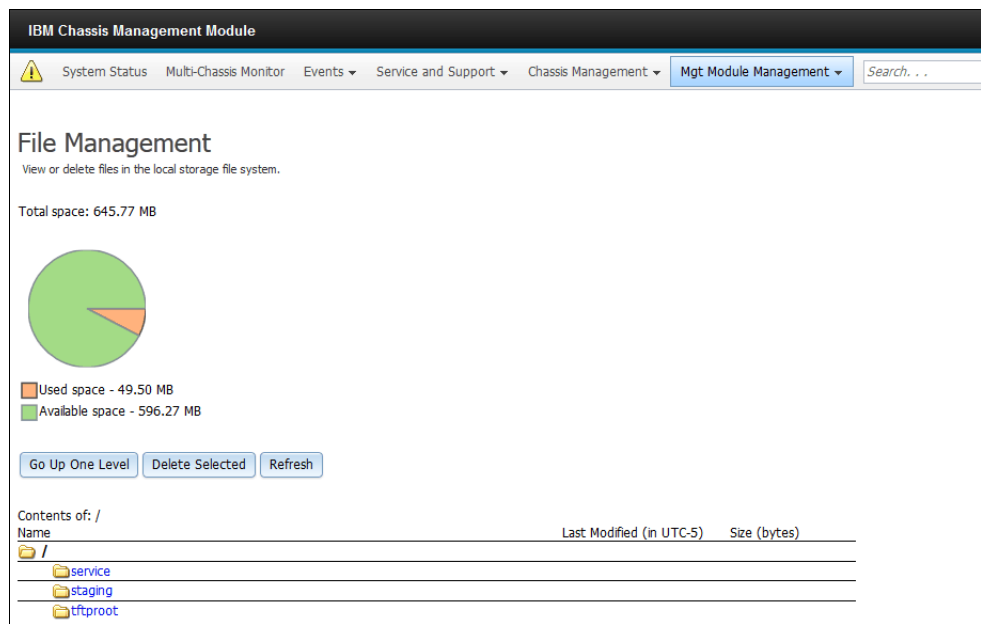 IBM Chassis Management Module
System Status Multi-Chassis Monitor Events Service and Support Chassis Management Mgt Module Management Search. . .
File Management
View or delete files in the local storage file system.
Total space: 645.77 MB
Used space - 49.50 MB
Available space - 596.27 MB
Go Up One Level Delete Selected Refresh
Contents of: /
Name Last Modified (in UTC-5) Size (bytes)
/
service
staging
tftproot